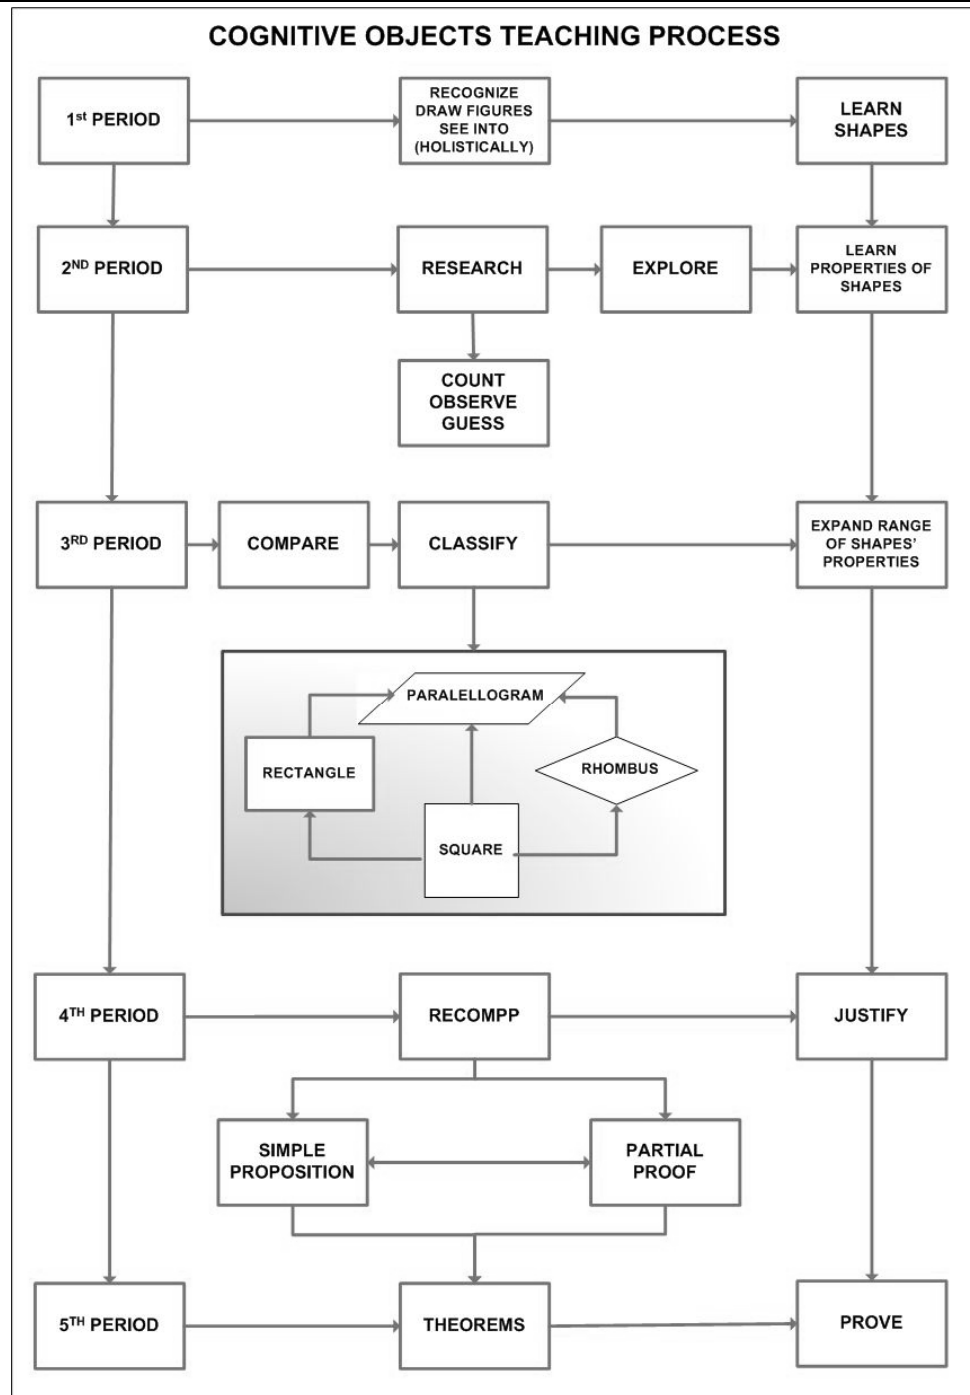 COGNITIVE OBJECTS TEACHING PROCESS
1st PERIOD
RECOGNIZE
DRAW FIGURES
SEE INTO
(HOLISTICALLY)
LEARN
SHAPES
2ND PERIOD
RESEARCH
EXPLORE
LEARN
PROPERTIES OF
SHAPES
COUNT
OBSERVE
GUESS
3RD PERIOD
COMPARE
CLASSIFY
EXPAND RANGE
OF SHAPES'
PROPERTIES
PARALELLOGRAM
RECTANGLE
RHOMBUS
SQUARE
4TH PERIOD
RECOMPP
JUSTIFY
SIMPLE
PROPOSITION
PARTIAL
PROOF
5TH PERIOD
THEOREMS
PROVE